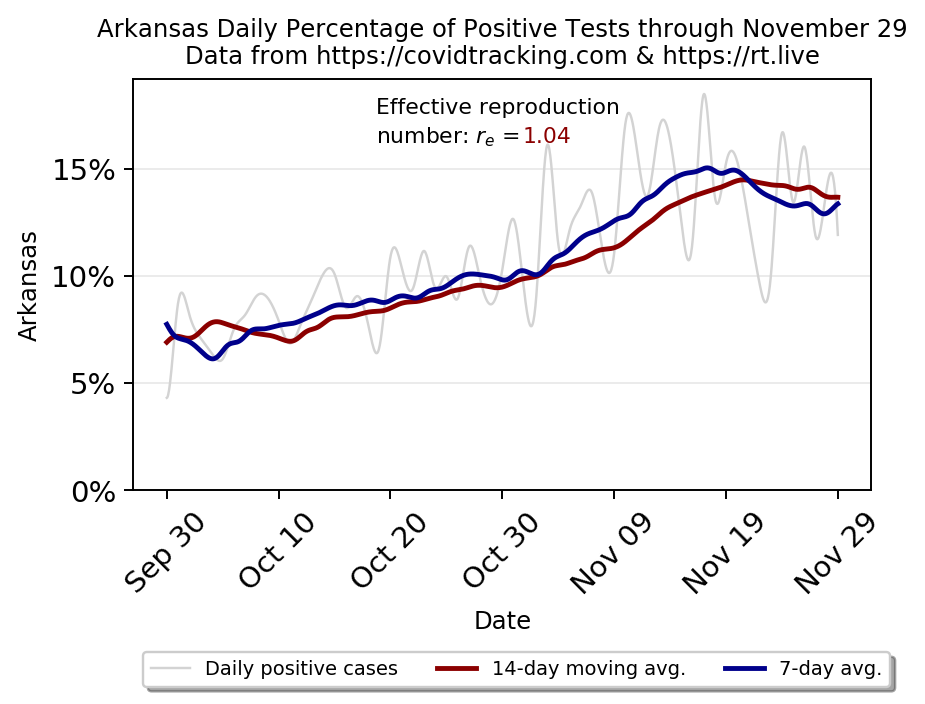 Arkansas Daily Percentage of Positive Tests through November 29
Data from https://covidtracking.com & https://rt.live
Effective reproduction
number: rₑ =1.04
15%
10%
5%
0%
Arkansas
Sep 30
Oct 10
Oct 20
Oct 30
Nov 09
Nov 19
Nov 29
Date
Daily positive cases
14-day moving avg.
7-day avg.